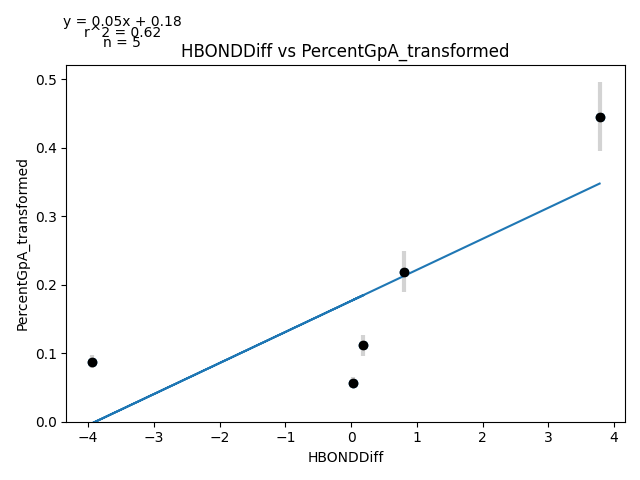 y = 0.05x + 0.18
r^2 = 0.62
n = 5
HBONDDiff vs PercentGpA_transformed
PercentGpA_transformed
0.5
0.4
0.3
0.2
0.1
0.0
−4 −3 −2 −1 0 1 2 3 4
HBONDDiff